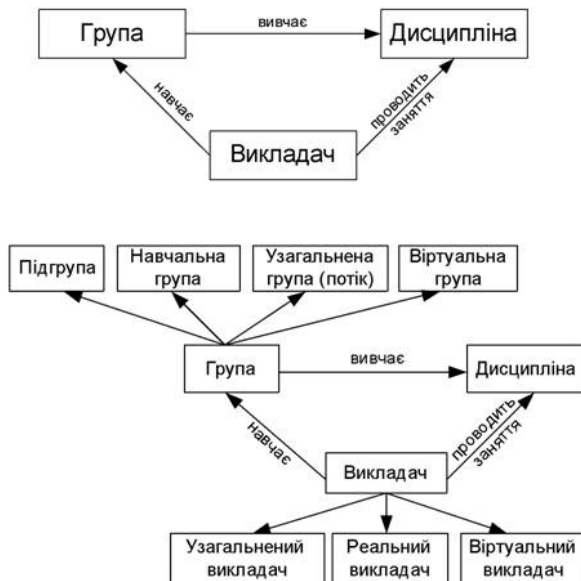 Група
вивчає
Дисципліна
навчає
проводить
заняття
Викладач
Підгрупа
Навчальна
група
Узагальнена
група (потік)
Віртуальна
група
Група
вивчає
Дисципліна
навчає
проводить
заняття
Викладач
Узагальнений
викладач
Реальний
викладач
Віртуальний
викладач